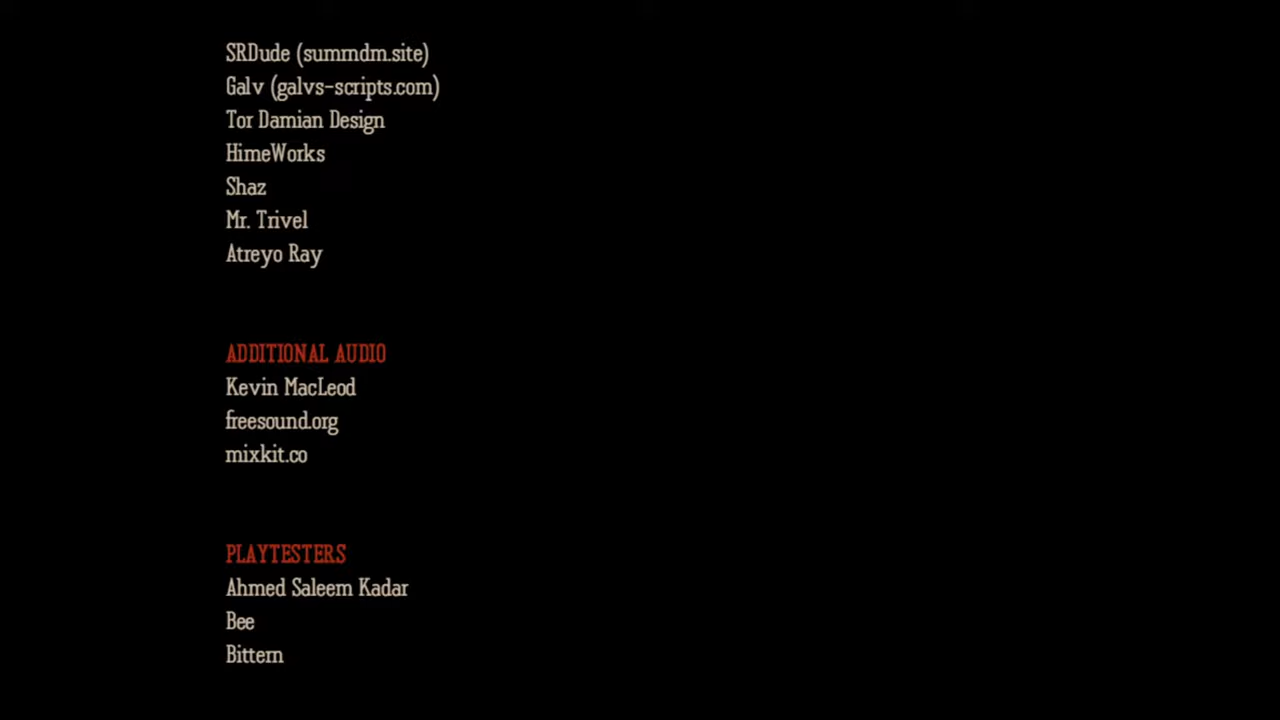 SRDude (sumrndm.site)
Galv (galvs-scripts.com)
Tor Damian Design
HimeWorks
Shaz
Mr. Trivel
Atreyo Ray
ADDITIONAL AUDIO
Kevin MacLeod
freesound.org
mixkit.co
PLAYTESTERS
Ahmed Saleem Kadar
Bee
Bittern